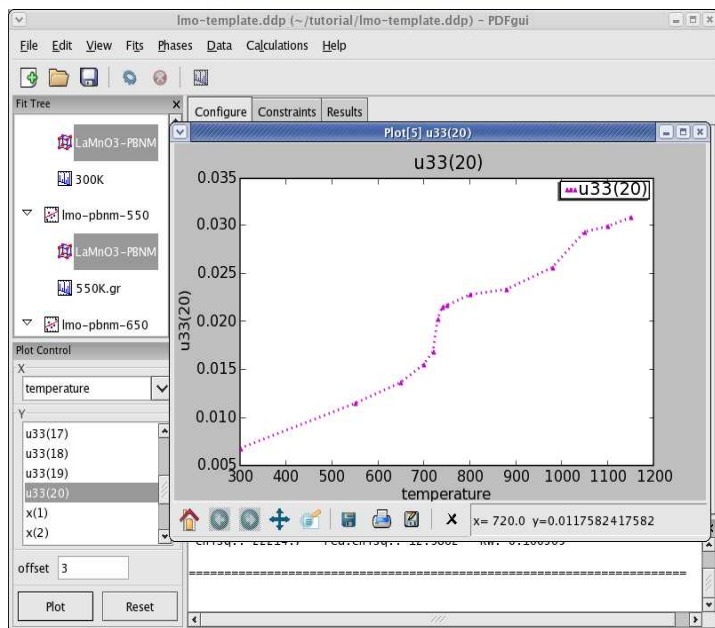 lmo-template.ddp (~/tutorial/lmo-template.ddp) - PDFgui
File Edit View Fits Phases Data Calculations Help
Fit Tree X
LaMnO3-PBNM
300K
lmo-pbnm-550
LaMnO3-PBNM
550K.gr
lmo-pbnm-650
Plot Control
X
temperature
Y
u33(17)
u33(18)
u33(19)
u33(20)
x(1)
x(2)
offset 3
Plot Reset
Configure Constraints Results
Plot[5] u33(20)
u33(20)
u33(20)
0.035
0.030
0.025
0.020
0.015
0.010
0.005
u33(20)
300 400 500 600 700 800 900 1000 1100 1200
temperature
x= 720.0 y=0.0117582417582
=====================================================================